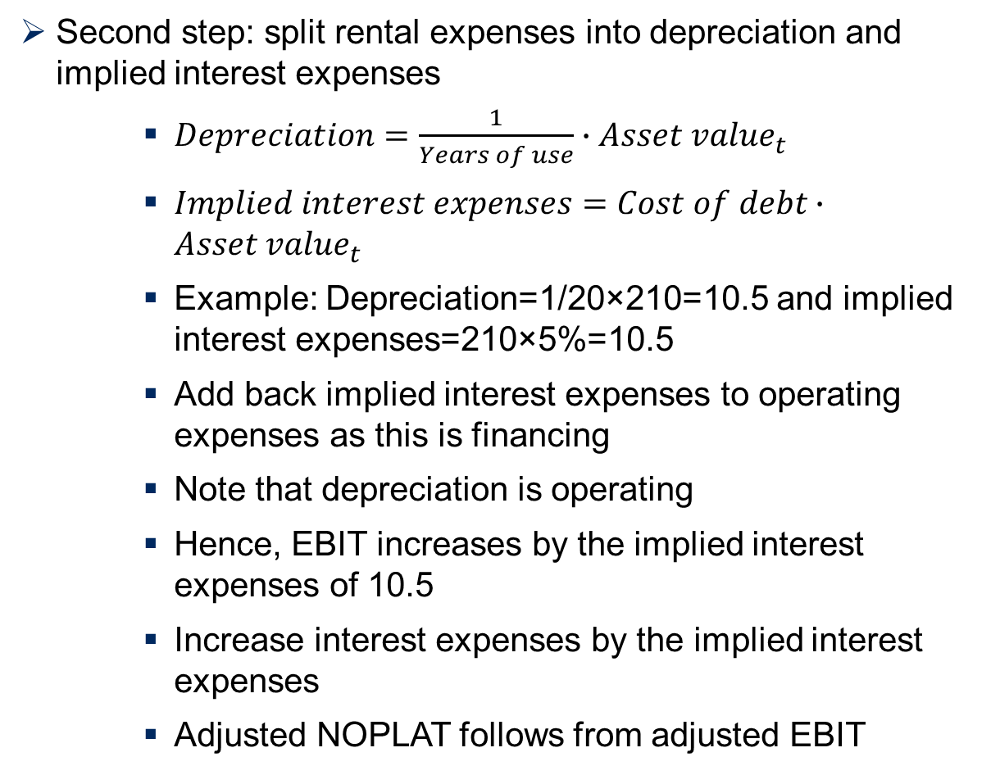 ➢ Second step: split rental expenses into depreciation and
implied interest expenses
▪ Depreciation = 1/Years of use · Asset value_t
▪ Implied interest expenses = Cost of debt ·
Asset value_t
▪ Example: Depreciation=1/20×210=10.5 and implied
interest expenses=210×5%=10.5
▪ Add back implied interest expenses to operating
expenses as this is financing
▪ Note that depreciation is operating
▪ Hence, EBIT increases by the implied interest
expenses of 10.5
▪ Increase interest expenses by the implied interest
expenses
▪ Adjusted NOPLAT follows from adjusted EBIT